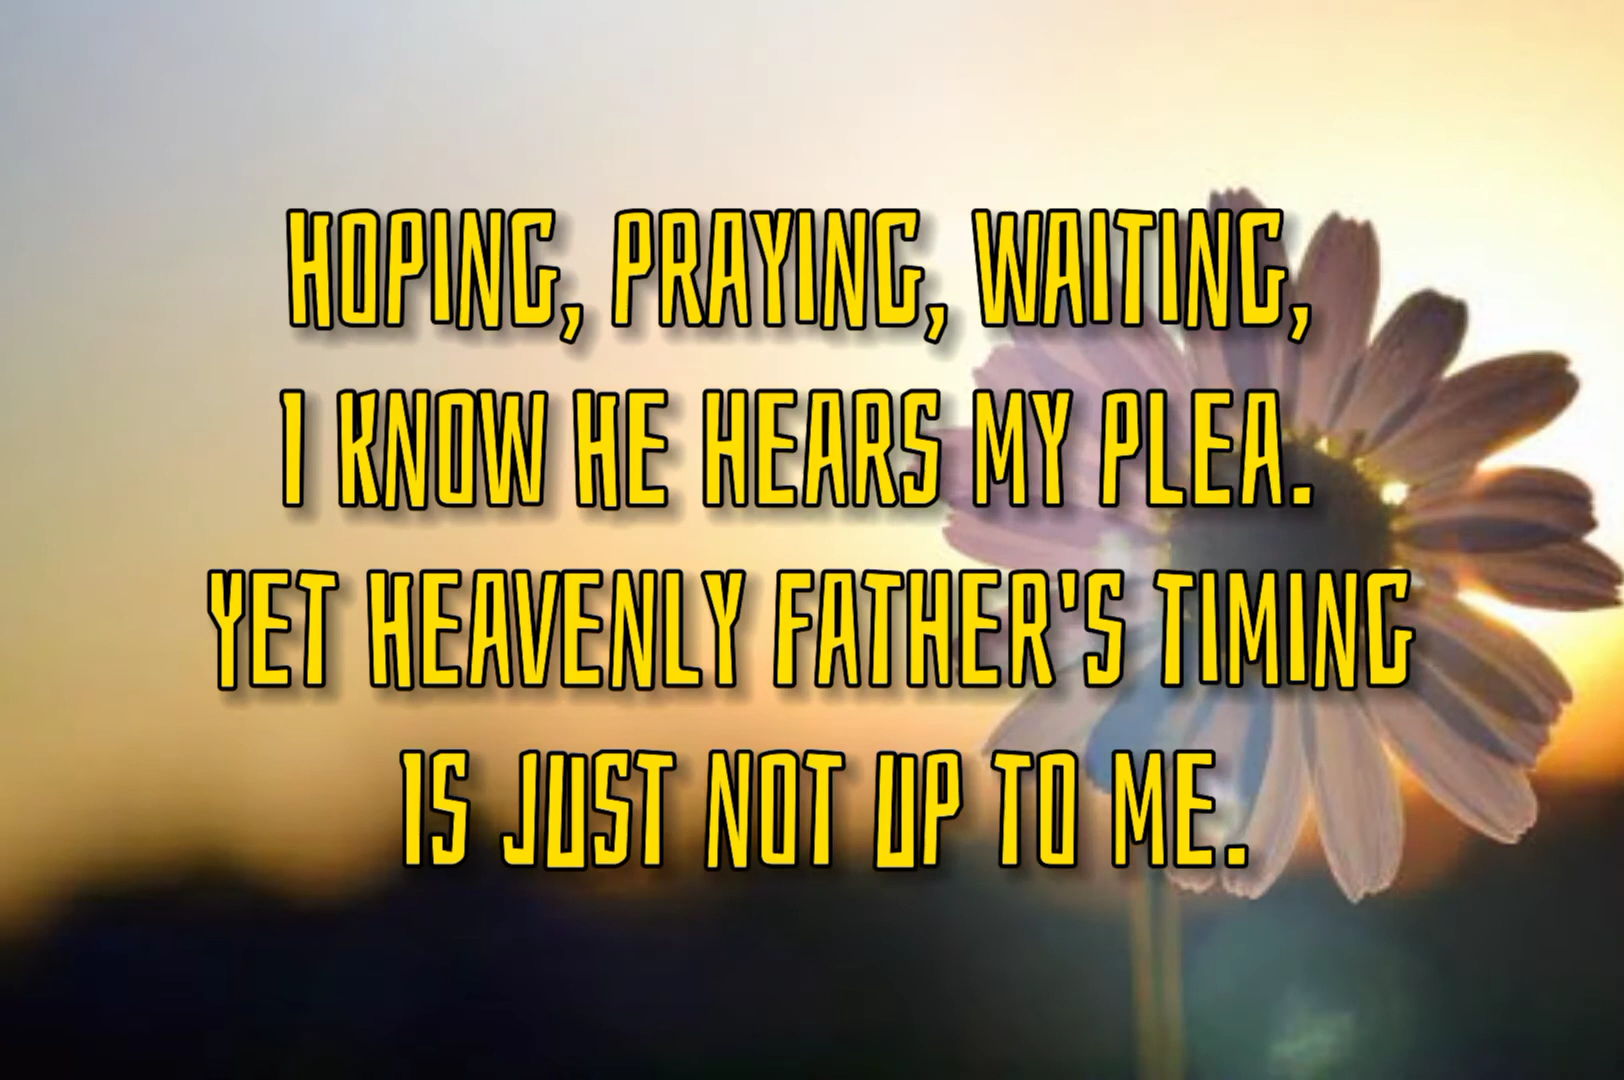 HOPING, PRAYING, WAITING,
I KNOW HE HEARS MY PLEA.
YET HEAVENLY FATHER'S TIMING
IS JUST NOT UP TO ME.